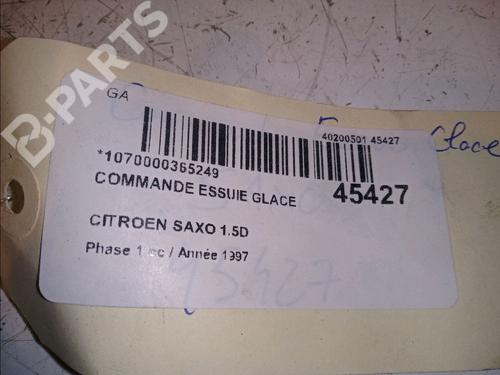 B-PARTS
GA
40200501 45427
*1070000365249
COMMANDE ESSUIE GLACE
45427
CITROEN SAXO 1.5D
Phase 1 cc / Année 1997
Glace
45427